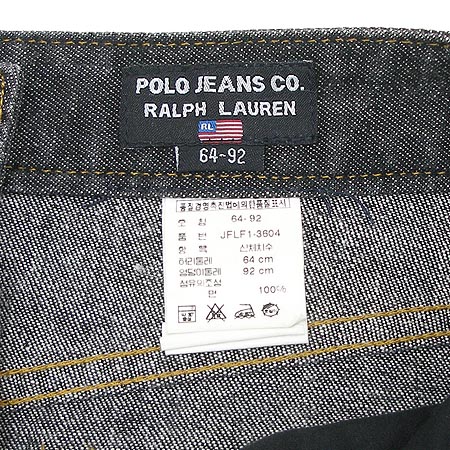 POLO JEANS CO.
RALPH LAUREN
RL
64-92
품질경영촉진법에의한품질표시
호 칭 64-92
품 번 JFLF1-3604
항 목 신체치수
허리둘레 64 cm
엉덩이둘레 92 cm
섬유의조성
면 100%